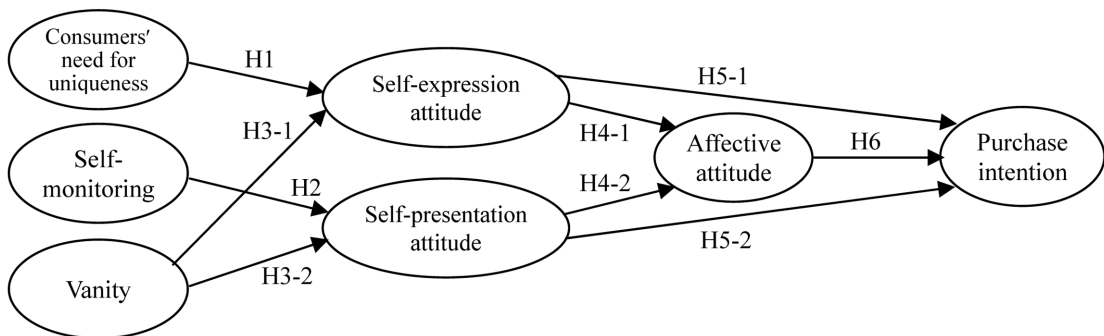 Consumers'
need for
uniqueness
H1
Self-expression
attitude
H5-1
H3-1
H4-1
Self-
monitoring
H2
Affective
attitude
H6
Purchase
intention
H4-2
Self-presentation
attitude
H5-2
Vanity
H3-2